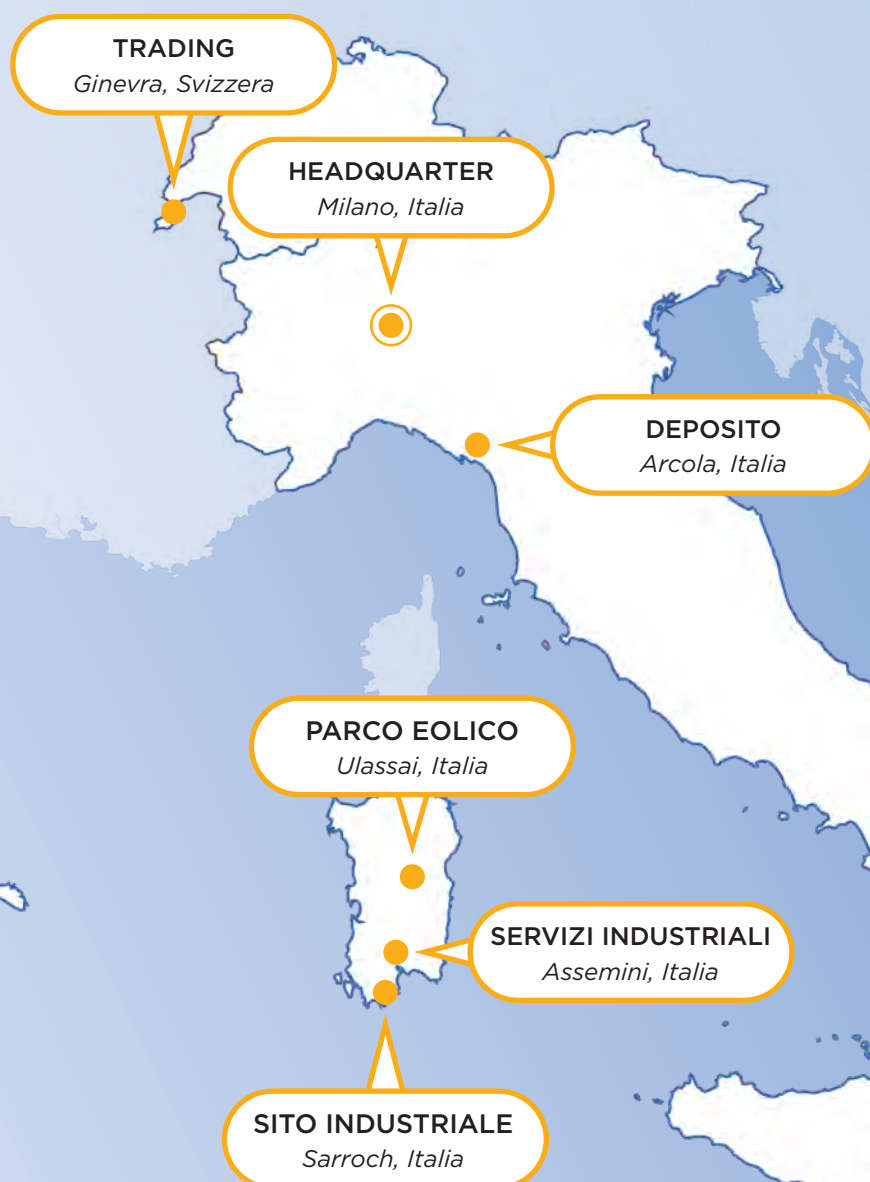 TRADING
Ginevra, Svizzera
HEADQUARTER
Milano, Italia
DEPOSITO
Arcola, Italia
PARCO EOLICO
Ulassai, Italia
SERVIZI INDUSTRIALI
Assemini, Italia
SITO INDUSTRIALE
Sarroch, Italia